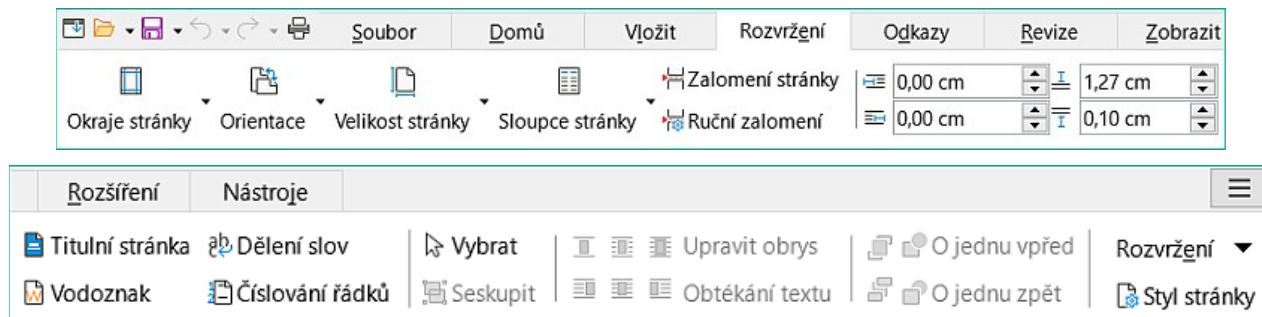 Soubor Domů Vložit Rozvržení Odkazy Revize Zobrazit
Zalomení stránky 0,00 cm 1,27 cm
Okraje stránky Orientace Velikost stránky Sloupce stránky Ruční zalomení 0,00 cm 0,10 cm
Rozšíření Nástroje
Titulní stránka Dělení slov Vybrat Upravit obrys O jednu vpřed Rozvržení
Vodoznak Číslování řádků Seskupit Obtékání textu O jednu zpět Styl stránky